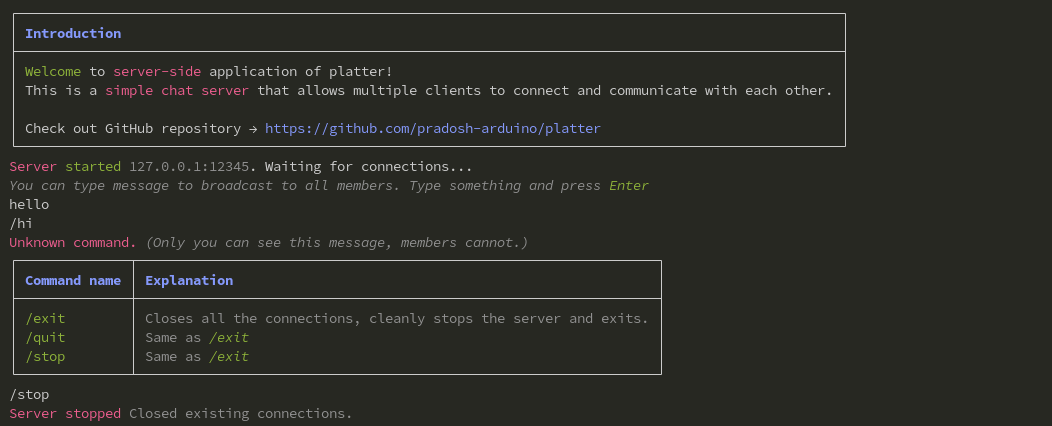 Introduction
Welcome to server-side application of platter!
This is a simple chat server that allows multiple clients to connect and communicate with each other.
Check out GitHub repository → https://github.com/pradosh-arduino/platter
Server started 127.0.0.1:12345. Waiting for connections...
You can type message to broadcast to all members. Type something and press Enter
hello
/hi
Unknown command. (Only you can see this message, members cannot.)
Command name Explanation
/exit Closes all the connections, cleanly stops the server and exits.
/quit Same as /exit
/stop Same as /exit
/stop
Server stopped Closed existing connections.